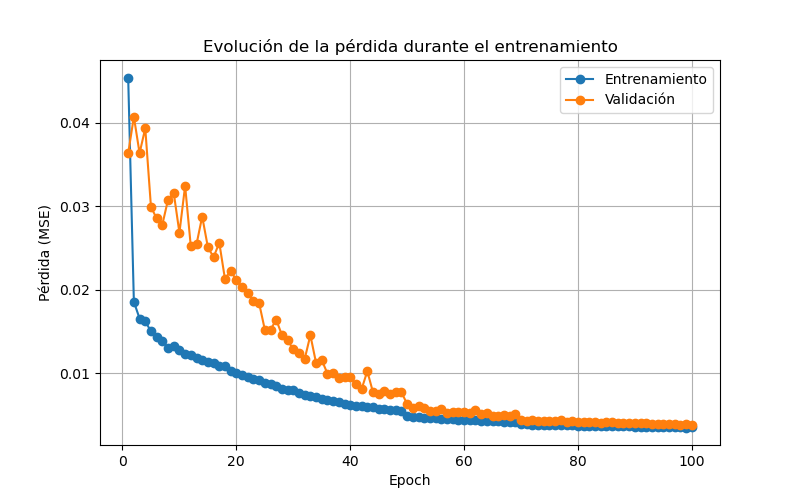 Evolución de la pérdida durante el entrenamiento
Entrenamiento
Validación
0.04
0.03
0.02
0.01
Pérdida (MSE)
0 20 40 60 80 100
Epoch